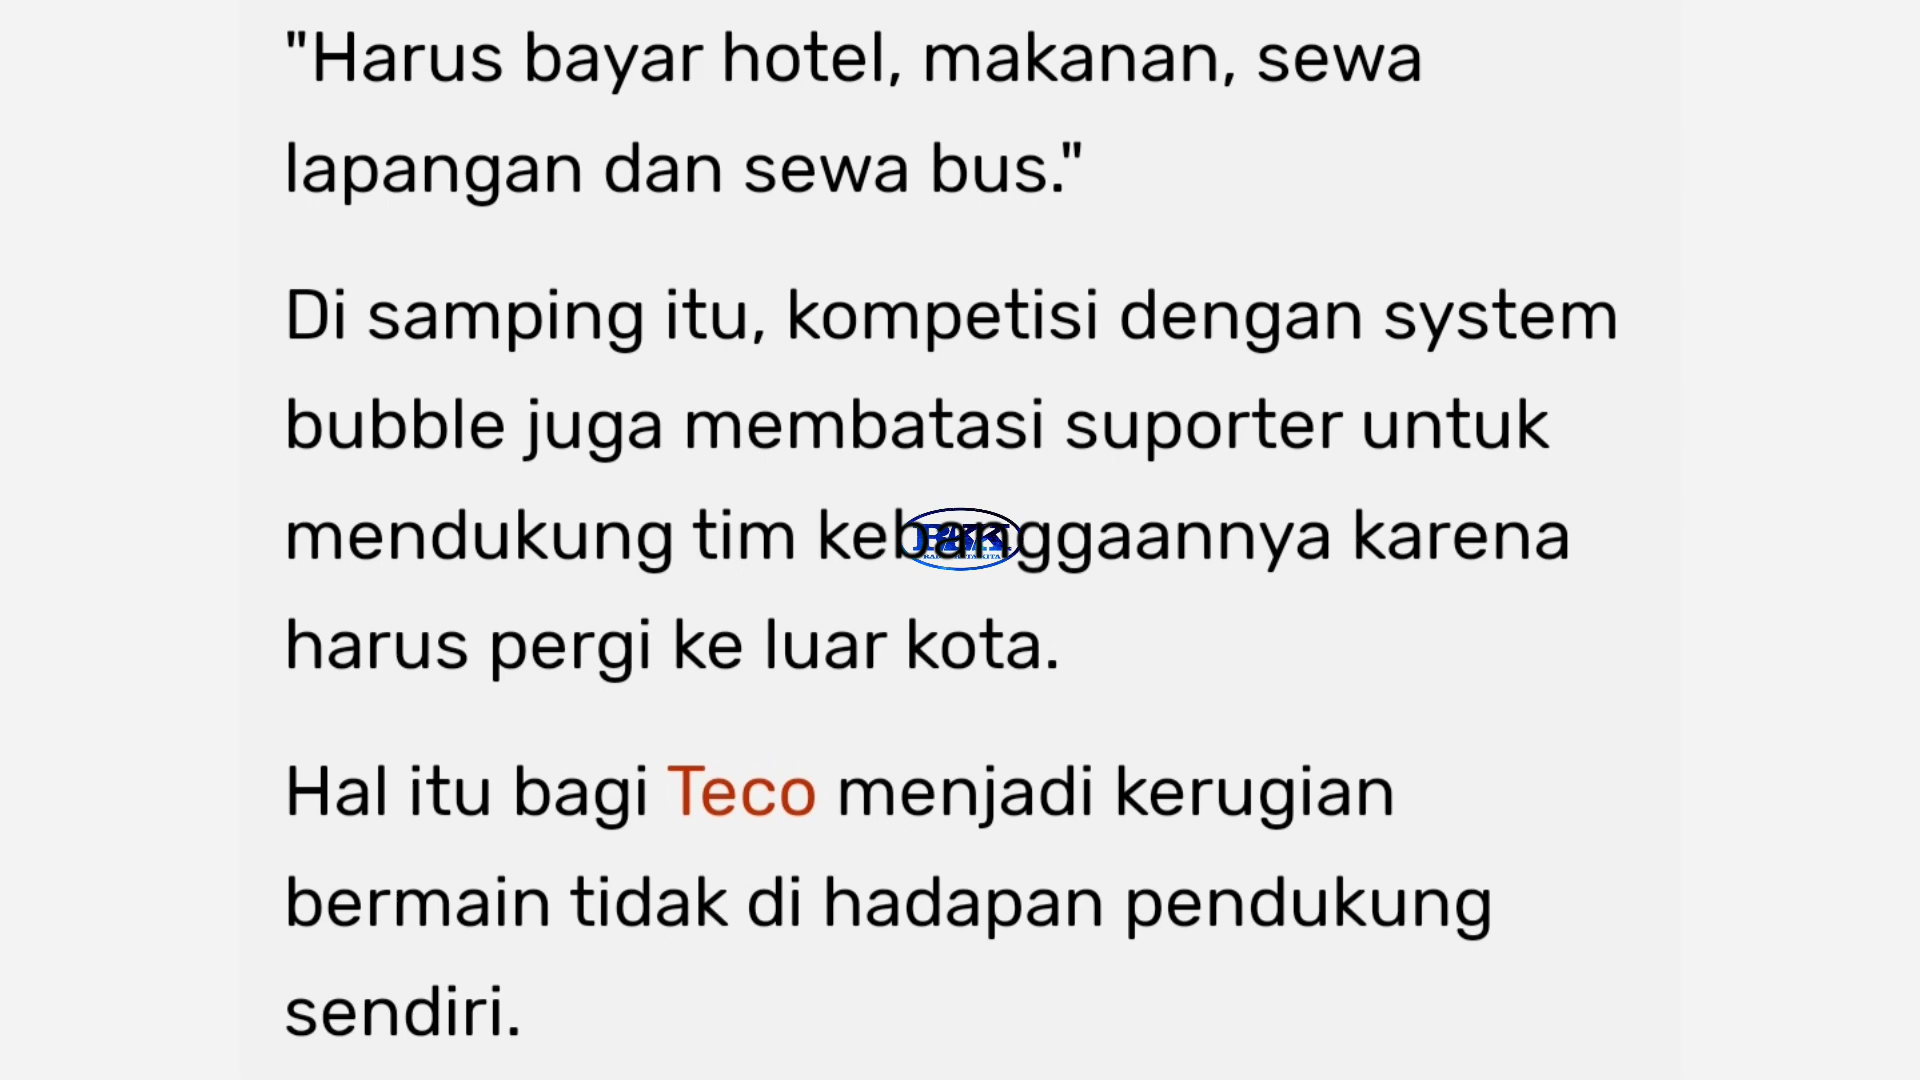 "Harus bayar hotel, makanan, sewa
lapangan dan sewa bus."
Di samping itu, kompetisi dengan system
bubble juga membatasi suporter untuk
mendukung tim kebanggaannya karena
harus pergi ke luar kota.
Hal itu bagi Teco menjadi kerugian
bermain tidak di hadapan pendukung
sendiri.